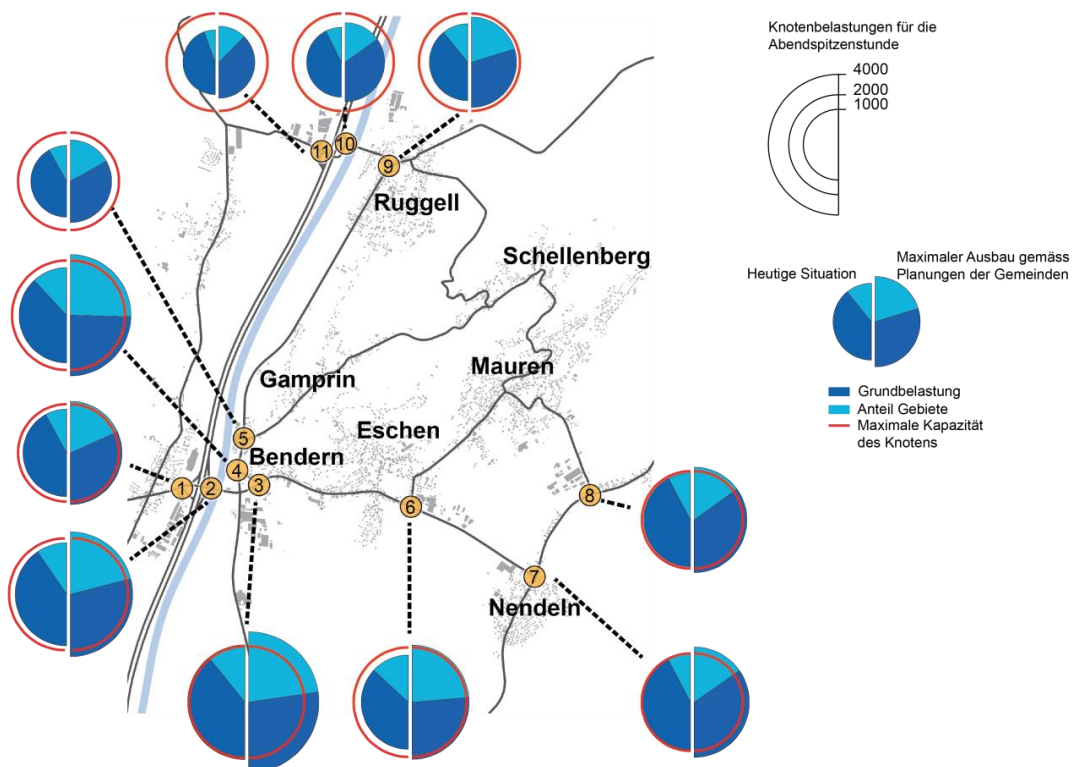 Knotenbelastungen für die
Abendspitzenstunde
4000
2000
1000
11
10
9
Ruggell
Schellenberg
Maximaler Ausbau gemäss
Planungen der Gemeinden
Heutige Situation
Mauren
Gamprin
Grundbelastung
Anteil Gebiete
Maximale Kapazität
des Knotens
Eschen
5
Bendern
4
3
1
2
6
8
7
Nendeln